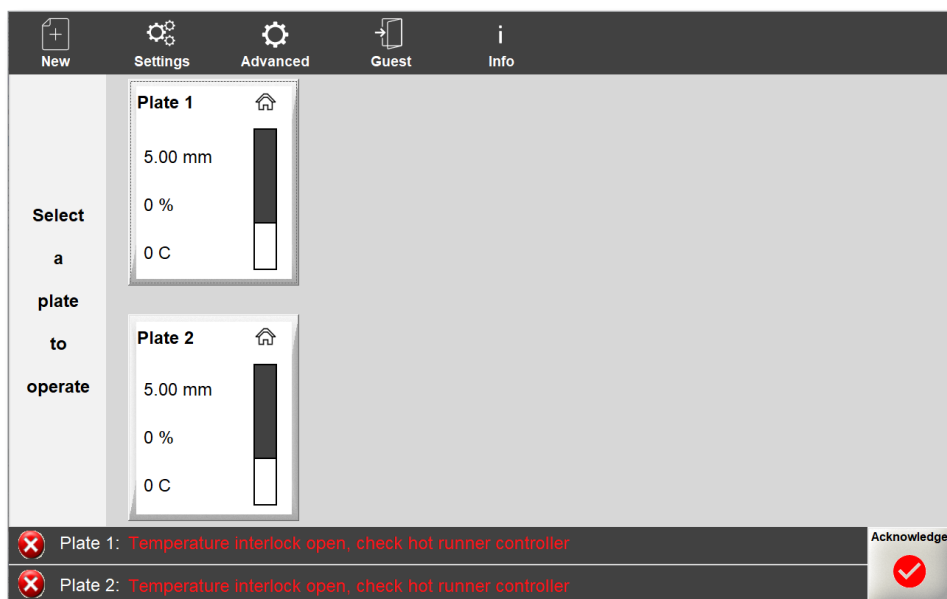 New Settings Advanced Guest Info
Select
a
plate
to
operate
Plate 1
5.00 mm
0 %
0 C
Plate 2
5.00 mm
0 %
0 C
Plate 1: Temperature interlock open, check hot runner controller
Plate 2: Temperature interlock open, check hot runner controller
Acknowledge